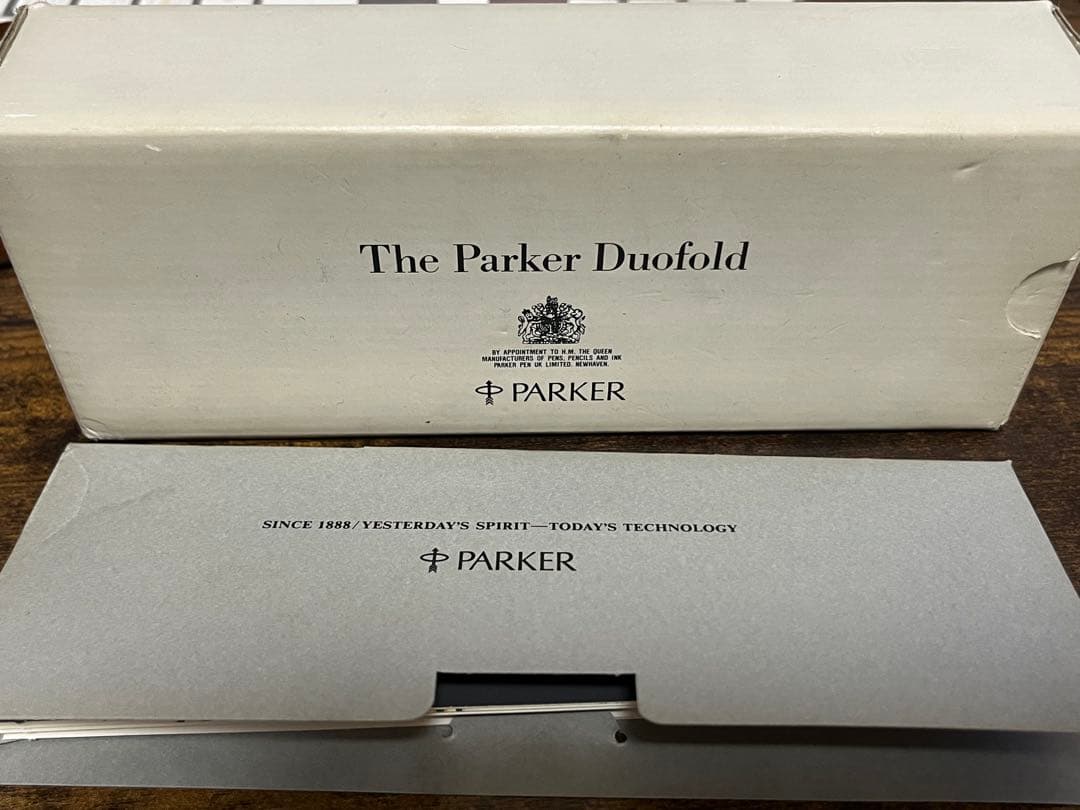 The Parker Duofold
BY APPOINTMENT TO H.M. THE QUEEN
MANUFACTURERS OF PENS, PENCILS AND INK
PARKER PEN UK LIMITED. NEWHAVEN.
PARKER
SINCE 1888/YESTERDAY'S SPIRIT—TODAY'S TECHNOLOGY
PARKER